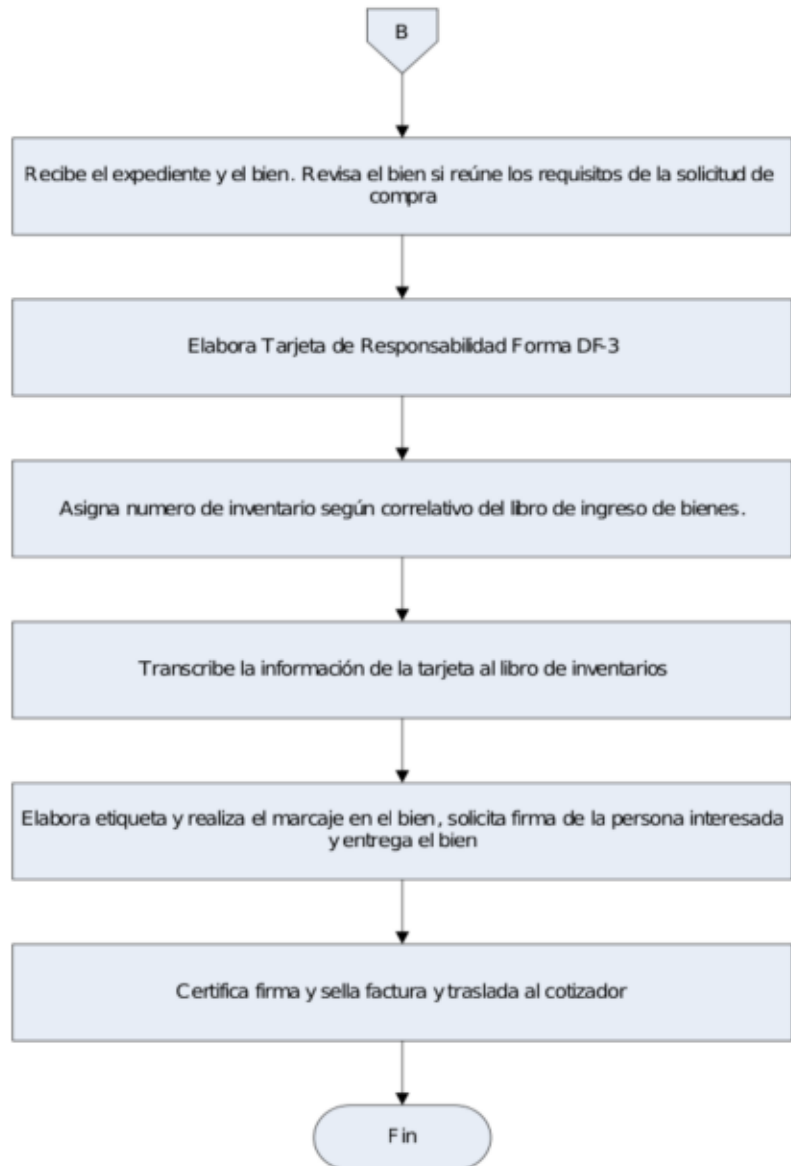 B
Recibe el expediente y el bien. Revisa el bien si reúne los requisitos de la solicitud de
compra
Elabora Tarjeta de Responsabilidad Forma DF-3
Asigna numero de inventario según correlativo del libro de ingreso de bienes.
Transcribe la información de la tarjeta al libro de inventarios
Elabora etiqueta y realiza el marcaje en el bien, solicita firma de la persona interesada
y entrega el bien
Certifica firma y sella factura y traslada al cotizador
Fin